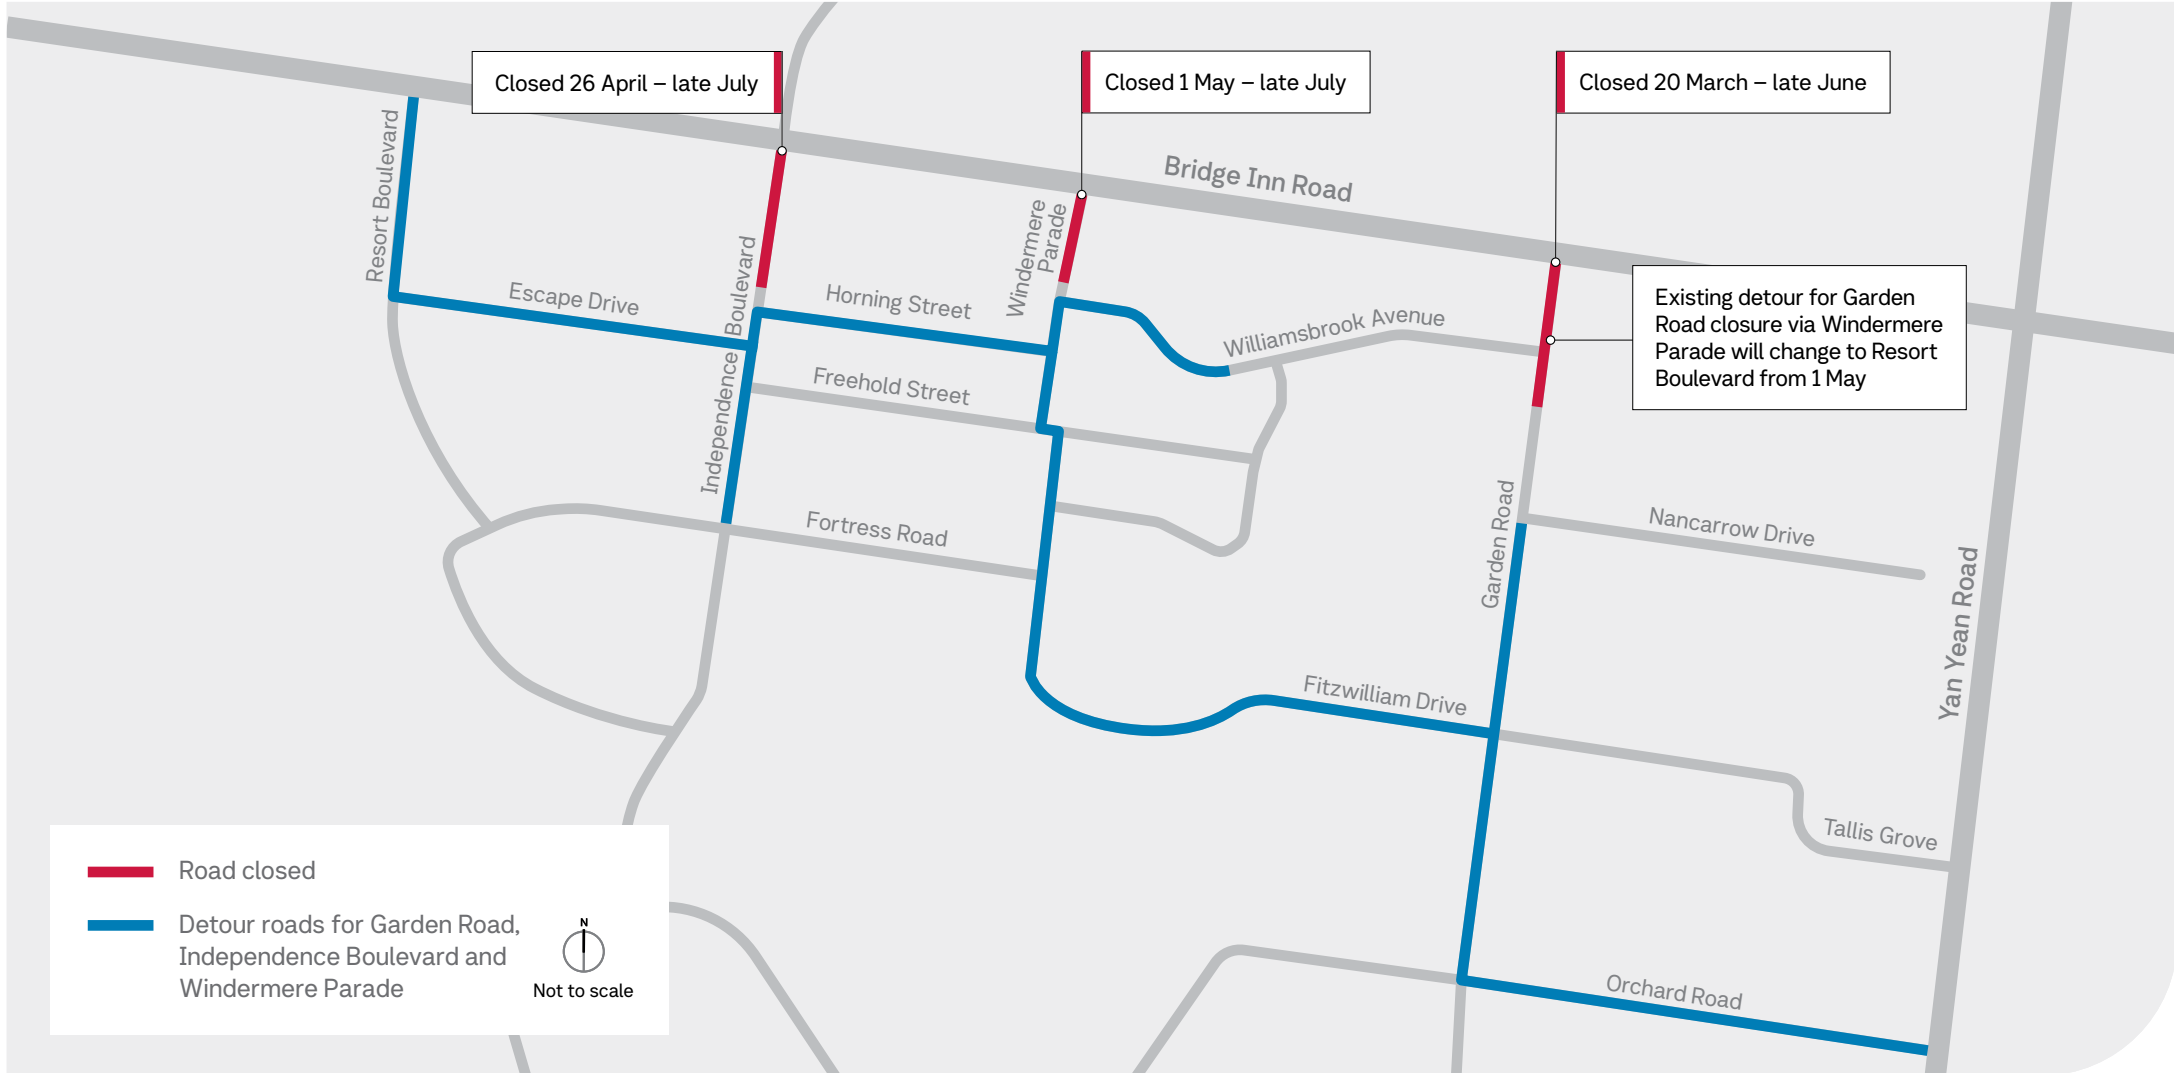 Closed 26 April – late July
Closed 1 May – late July
Closed 20 March – late June
Bridge Inn Road
Resort Boulevard
Windermere
Parade
Independence Boulevard
Escape Drive
Horning Street
Williamsbrook Avenue
Existing detour for Garden
Road closure via Windermere
Parade will change to Resort
Boulevard from 1 May
Freehold Street
Fortress Road
Garden Road
Nancarrow Drive
Yan Yean Road
Fitzwilliam Drive
Tallis Grove
Orchard Road
Road closed
Detour roads for Garden Road,
Independence Boulevard and
Windermere Parade
N
Not to scale